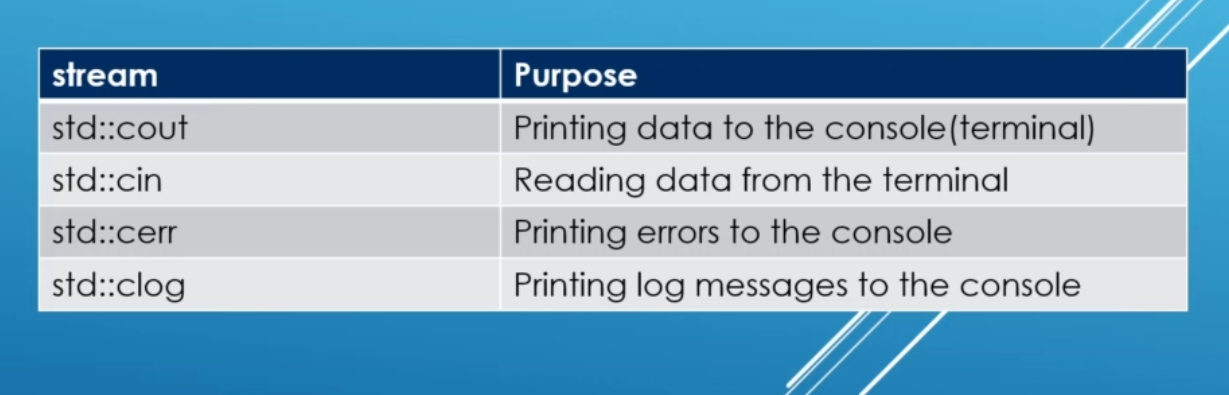 stream Purpose
std::cout Printing data to the console(terminal)
std::cin Reading data from the terminal
std::cerr Printing errors to the console
std::clog Printing log messages to the console